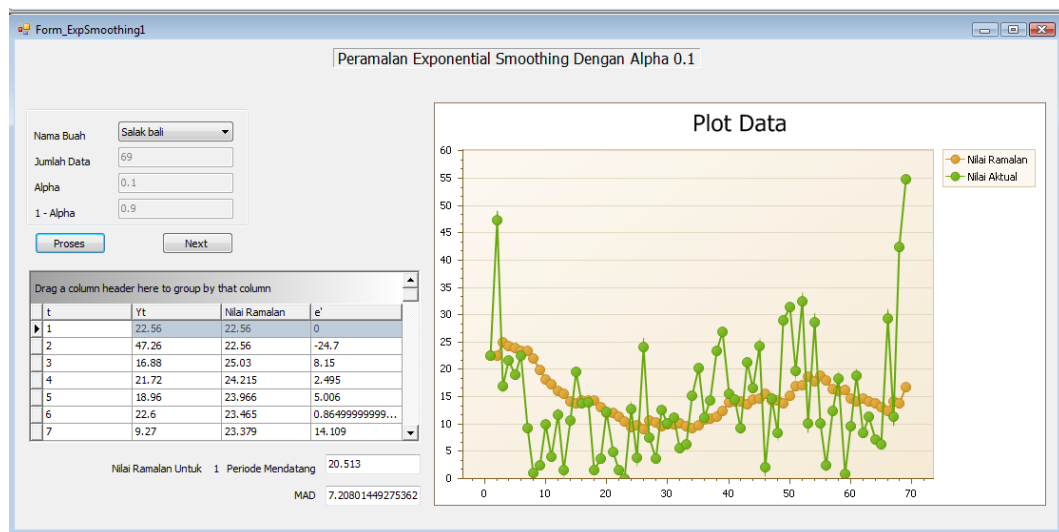 Form_ExpSmoothing1
Peramalan Exponential Smoothing Dengan Alpha 0.1
Nama Buah Salak bali
Jumlah Data 69
Alpha 0.1
1 - Alpha 0.9
Proses Next
Drag a column header here to group by that column
t Yt Nilai Ramalan e'
1 22.56 22.56 0
2 47.26 22.56 -24.7
3 16.88 25.03 8.15
4 21.72 24.215 2.495
5 18.96 23.966 5.006
6 22.6 23.465 0.86499999999...
7 9.27 23.379 14.109
Nilai Ramalan Untuk 1 Periode Mendatang 20.513
MAD 7.20801449275362
Plot Data
60
55
50
45
40
35
30
25
20
15
10
5
0
0 10 20 30 40 50 60 70
Nilai Ramalan
Nilai Aktual